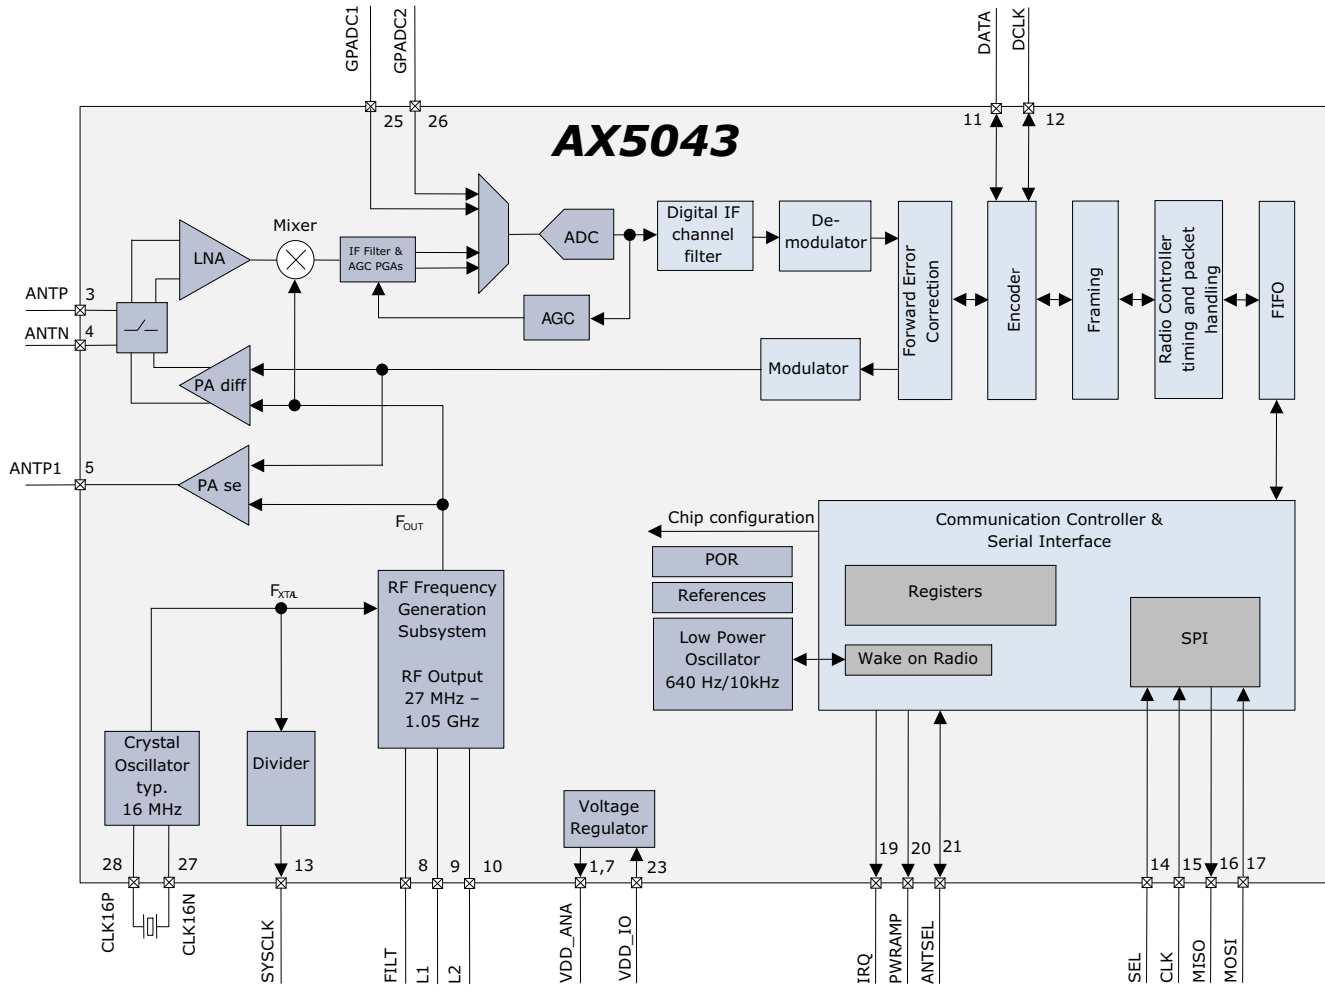 GPADC1
GPADC2
DATA
DCLK
25
26
11
12
AX5043
Mixer
LNA
IF Filter &
AGC PGAs
ADC
AGC
Digital IF
channel
filter
De-
modulator
Forward Error
Correction
Encoder
Framing
Radio Controller
timing and packet
handling
FIFO
Modulator
ANTP
3
ANTN
4
PA diff
ANTP1
5
PA se
FOUT
FXTAL
RF Frequency
Generation
Subsystem
RF Output
27 MHz –
1.05 GHz
Chip configuration
POR
References
Low Power
Oscillator
640 Hz/10kHz
Communication Controller &
Serial Interface
Registers
Wake on Radio
SPI
Crystal
Oscillator
typ.
16 MHz
Divider
Voltage
Regulator
28
27
13
8
9
10
1,7
23
19
20
21
14
15
16
17
CLK16P
CLK16N
SYSCLK
FILT
L1
L2
VDD_ANA
VDD_IO
IRQ
PWRAMP
ANTSEL
SEL
CLK
MISO
MOSI